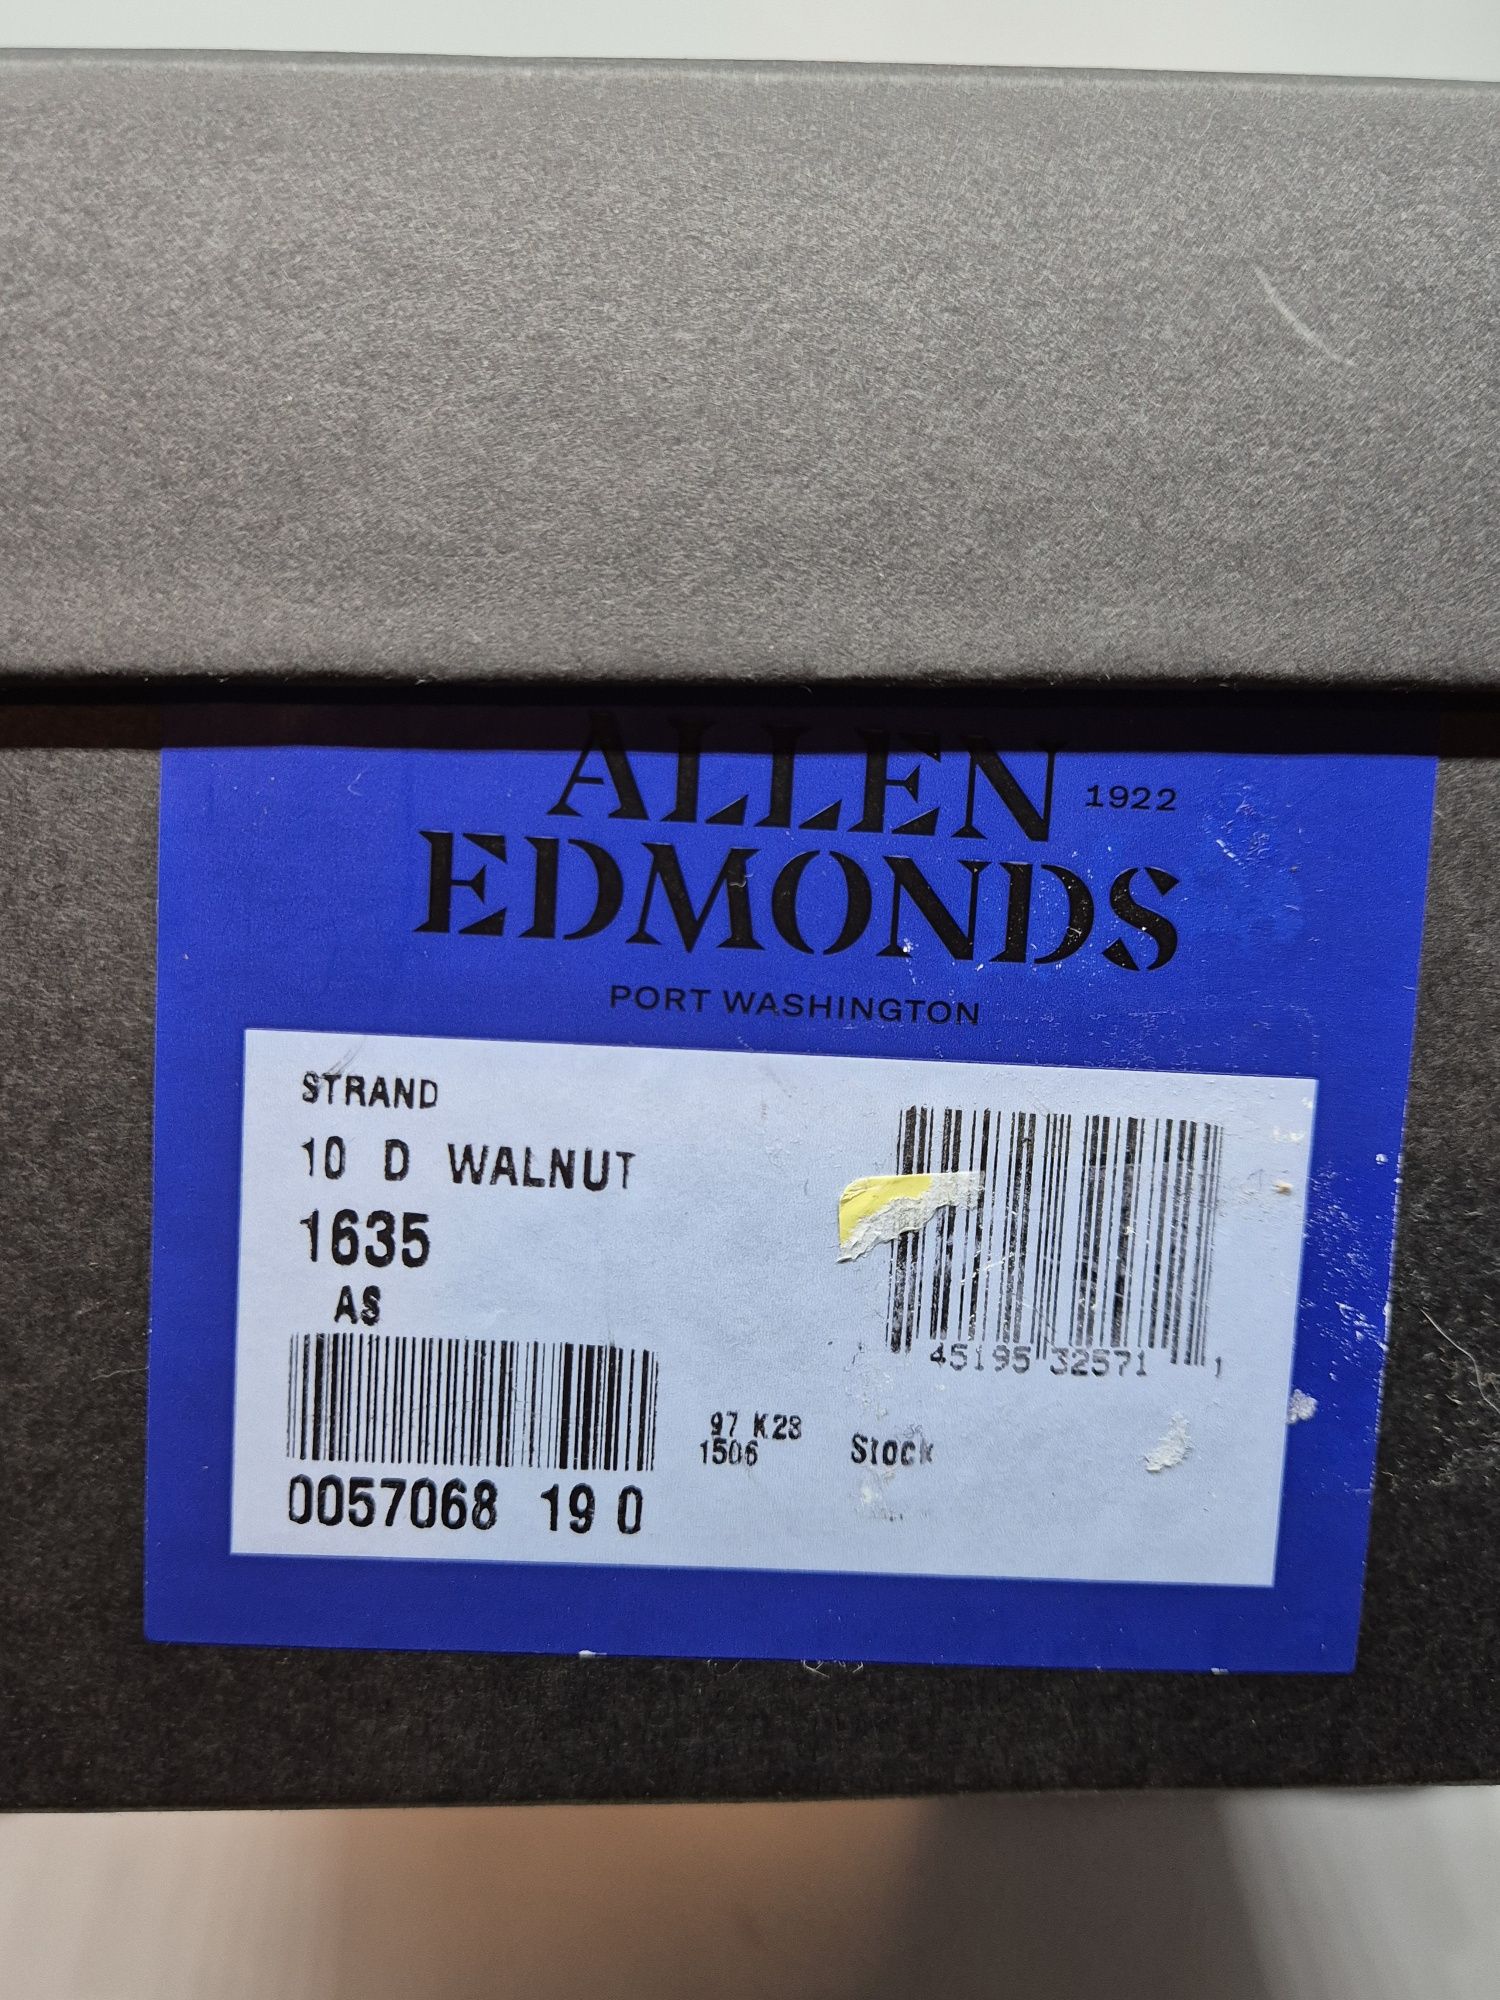 ALLEN 1922
EDMONDS
PORT WASHINGTON
STRAND
10 D WALNUT
1635
AS
45195 32571 1
97 K28
1506 Stock
0057068 19 0